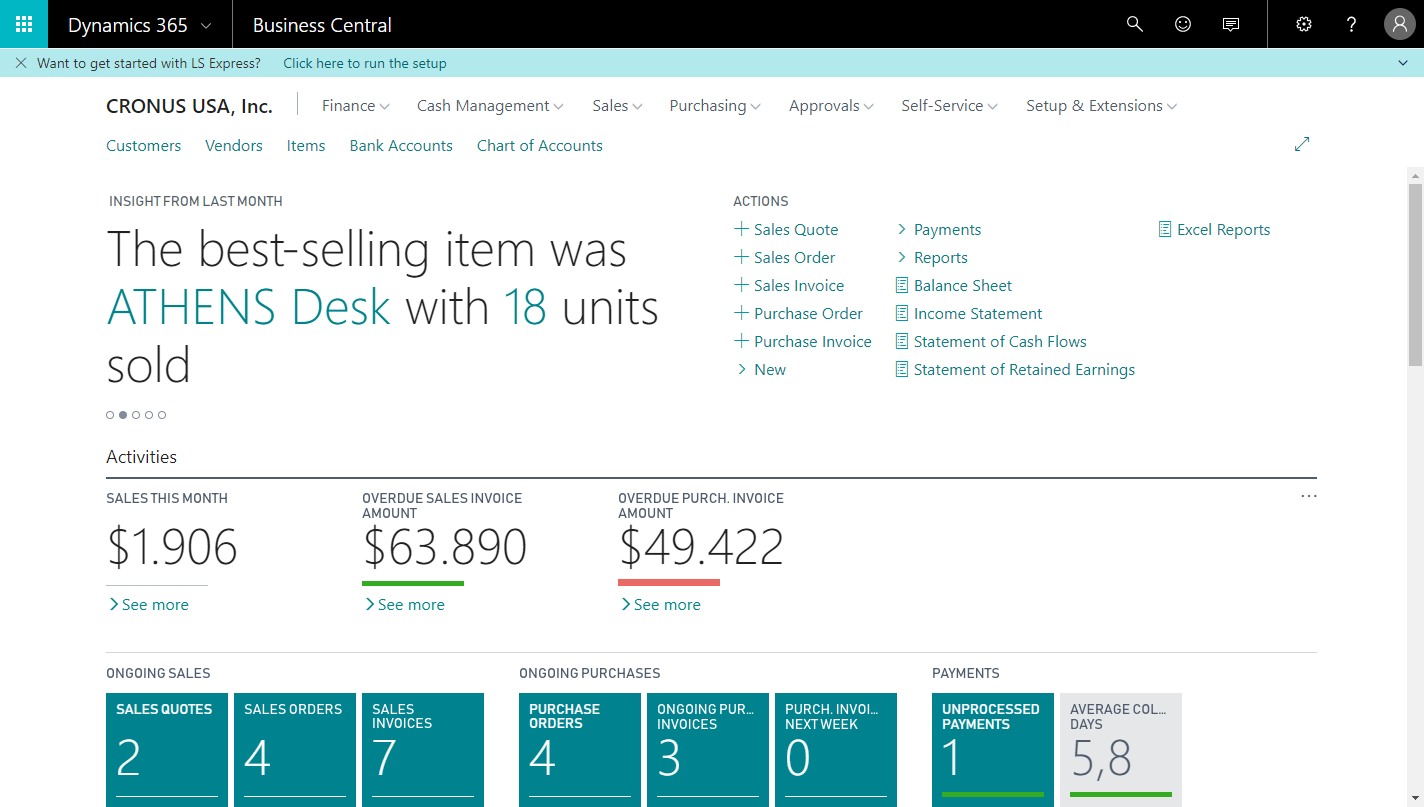 Dynamics 365 Business Central
Want to get started with LS Express? Click here to run the setup
CRONUS USA, Inc. Finance Cash Management Sales Purchasing Approvals Self-Service Setup & Extensions
Customers Vendors Items Bank Accounts Chart of Accounts
INSIGHT FROM LAST MONTH
The best-selling item was
ATHENS Desk with 18 units
sold
ACTIONS
Sales Quote
Sales Order
Sales Invoice
Purchase Order
Purchase Invoice
New
Payments
Reports
Balance Sheet
Income Statement
Statement of Cash Flows
Statement of Retained Earnings
Excel Reports
Activities
SALES THIS MONTH
$1.906
See more
OVERDUE SALES INVOICE
AMOUNT
$63.890
See more
OVERDUE PURCH. INVOICE
AMOUNT
$49.422
See more
ONGOING SALES
SALES QUOTES
2
SALES ORDERS
4
SALES
INVOICES
7
ONGOING PURCHASES
PURCHASE
ORDERS
4
ONGOING PUR...
INVOICES
3
PURCH. INVOI...
NEXT WEEK
0
PAYMENTS
UNPROCESSED
PAYMENTS
1
AVERAGE COL...
DAYS
5,8